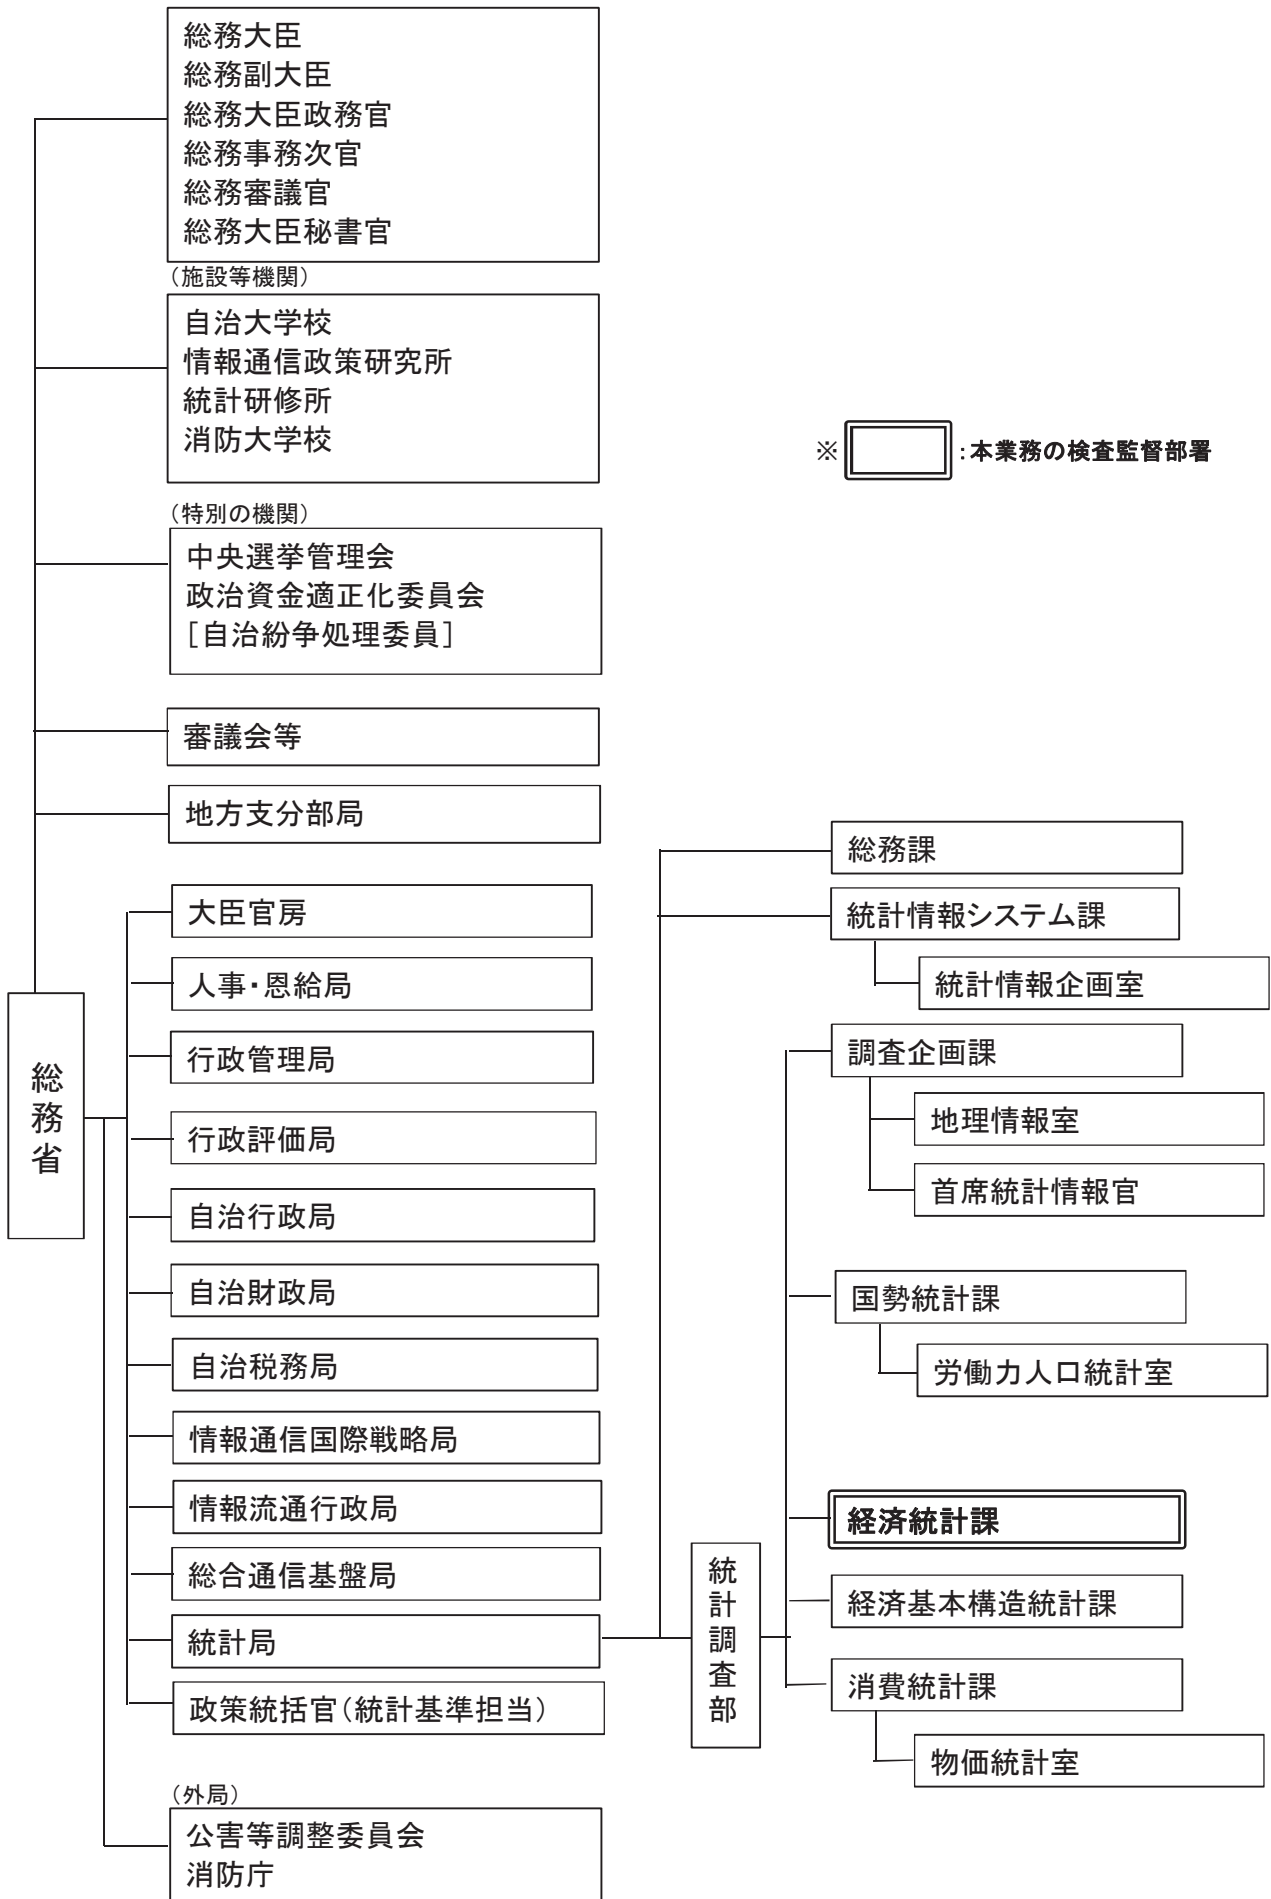 総務大臣
総務副大臣
総務大臣政務官
総務事務次官
総務審議官
総務大臣秘書官
（施設等機関）
自治大学校
情報通信政策研究所
統計研修所
消防大学校
※ ：本業務の検査監督部署
（特別の機関）
中央選挙管理会
政治資金適正化委員会
［自治紛争処理委員］
審議会等
地方支分部局
総務省
大臣官房
人事・恩給局
行政管理局
行政評価局
自治行政局
自治財政局
自治税務局
情報通信国際戦略局
情報流通行政局
総合通信基盤局
統計局
政策統括官（統計基準担当）
（外局）
公害等調整委員会
消防庁
総務課
統計情報システム課
統計情報企画室
統計調査部
調査企画課
地理情報室
首席統計情報官
国勢統計課
労働力人口統計室
経済統計課
経済基本構造統計課
消費統計課
物価統計室